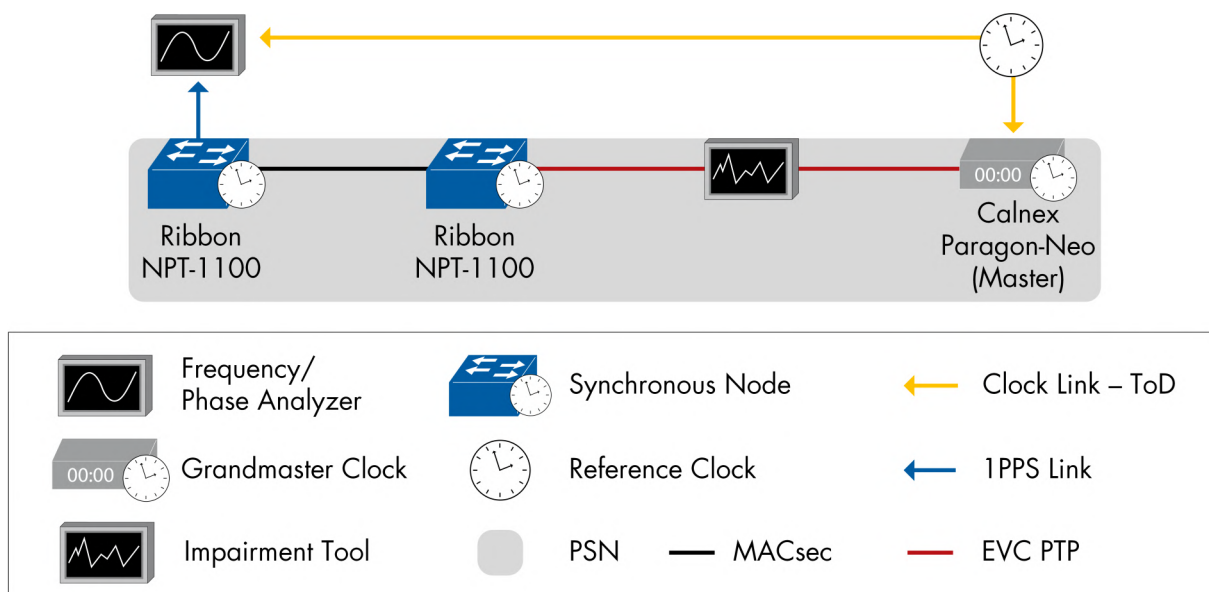 00:00
Ribbon
NPT-1100
Ribbon
NPT-1100
Calnex
Paragon-Neo
(Master)
Frequency/
Phase Analyzer
Synchronous Node
Clock Link – ToD
00:00
Grandmaster Clock
Reference Clock
1PPS Link
Impairment Tool
PSN
MACsec
EVC PTP